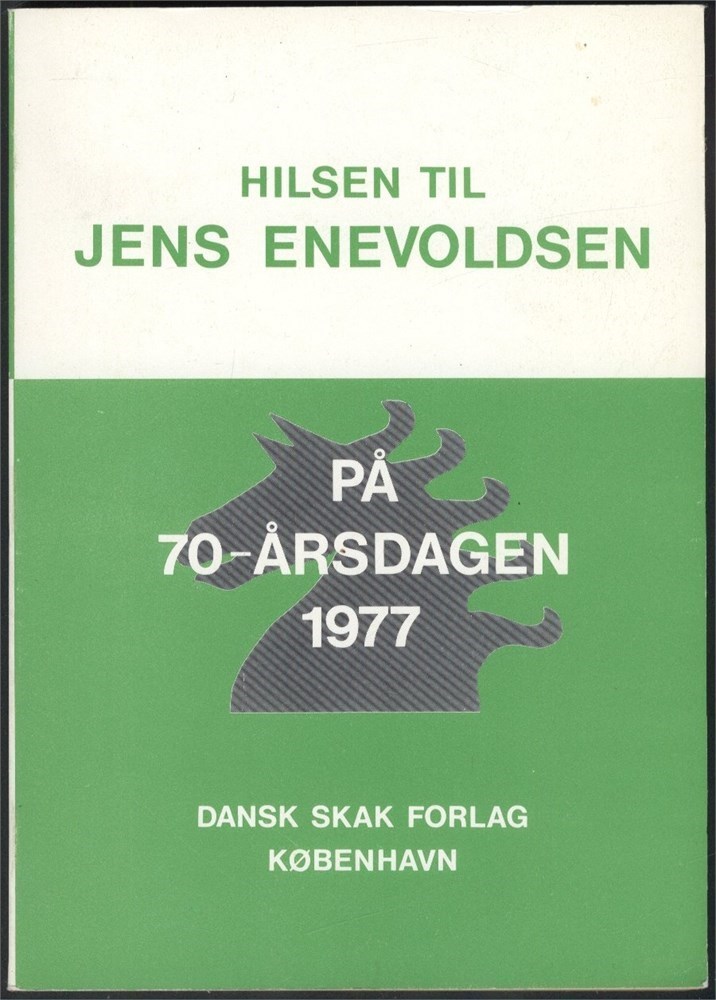 HILSEN TIL
JENS ENEVOLDSEN
PÅ
70-ÅRSDAGEN
1977
DANSK SKAK FORLAG
KØBENHAVN